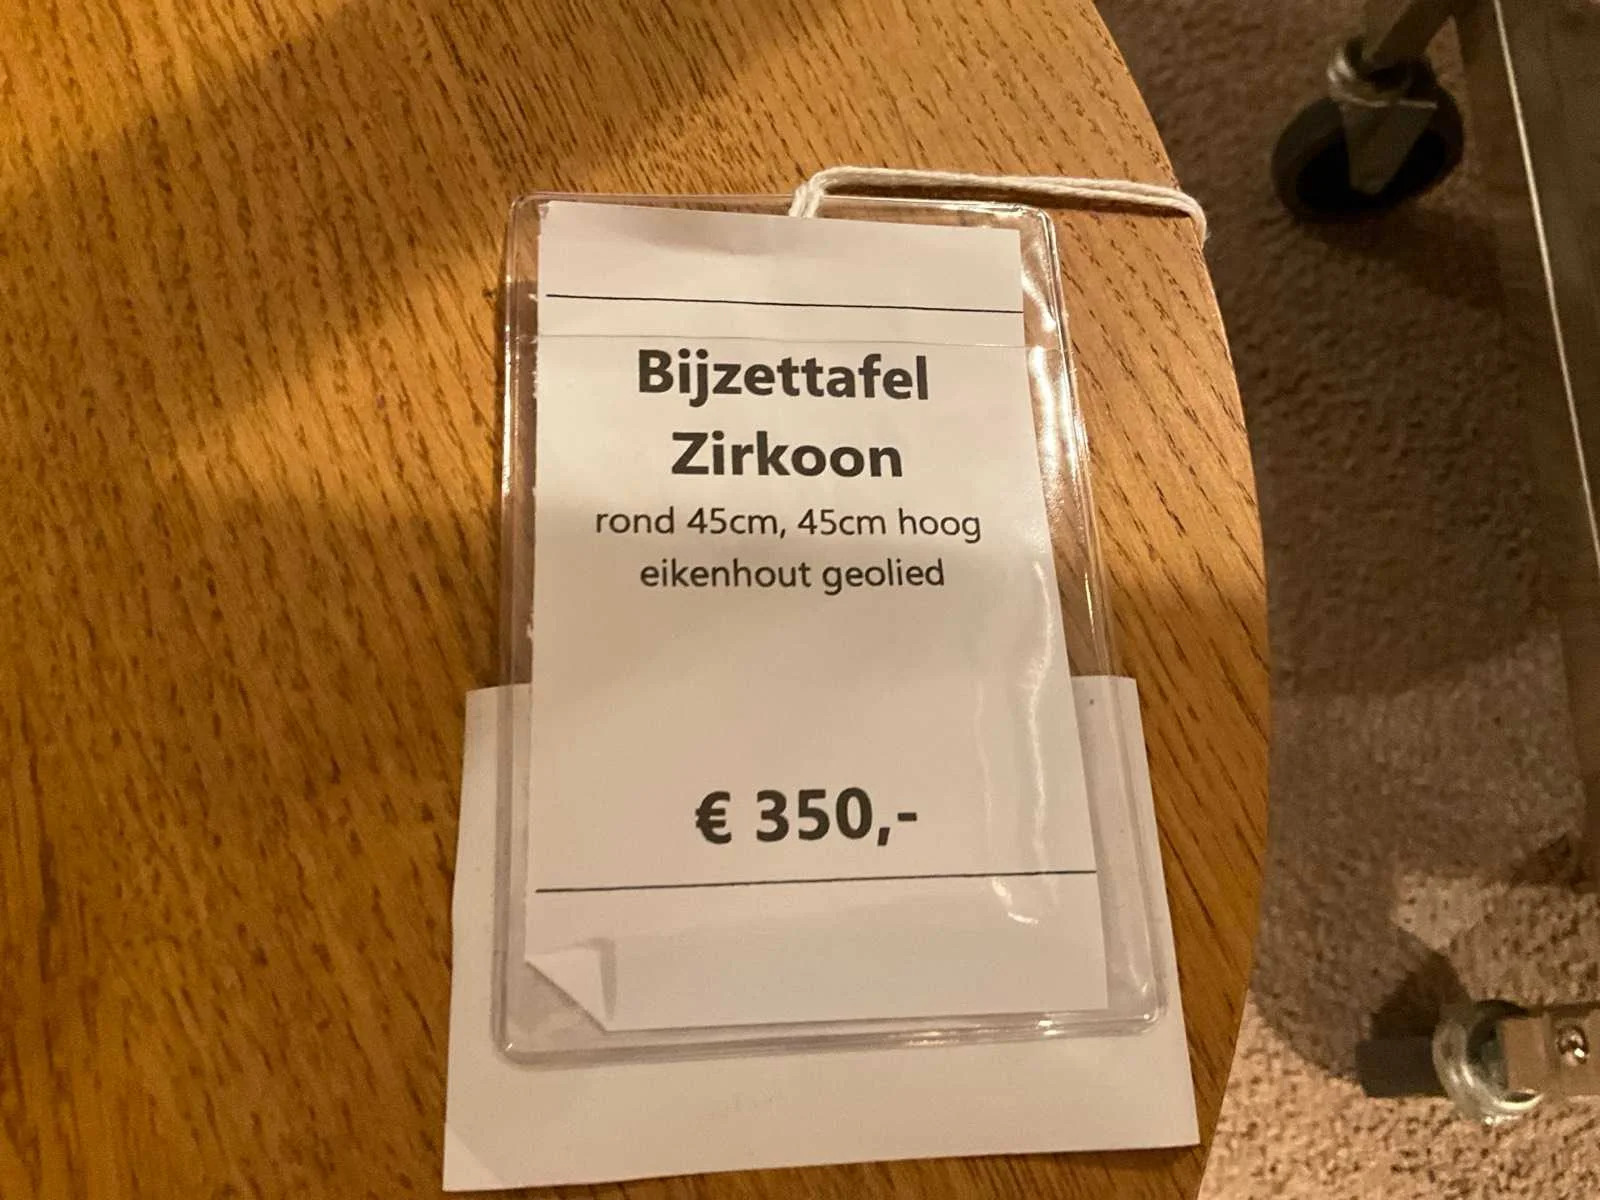 Bijzettafel
Zirkoon
rond 45cm, 45cm hoog
eikenhout geolied
€ 350,-